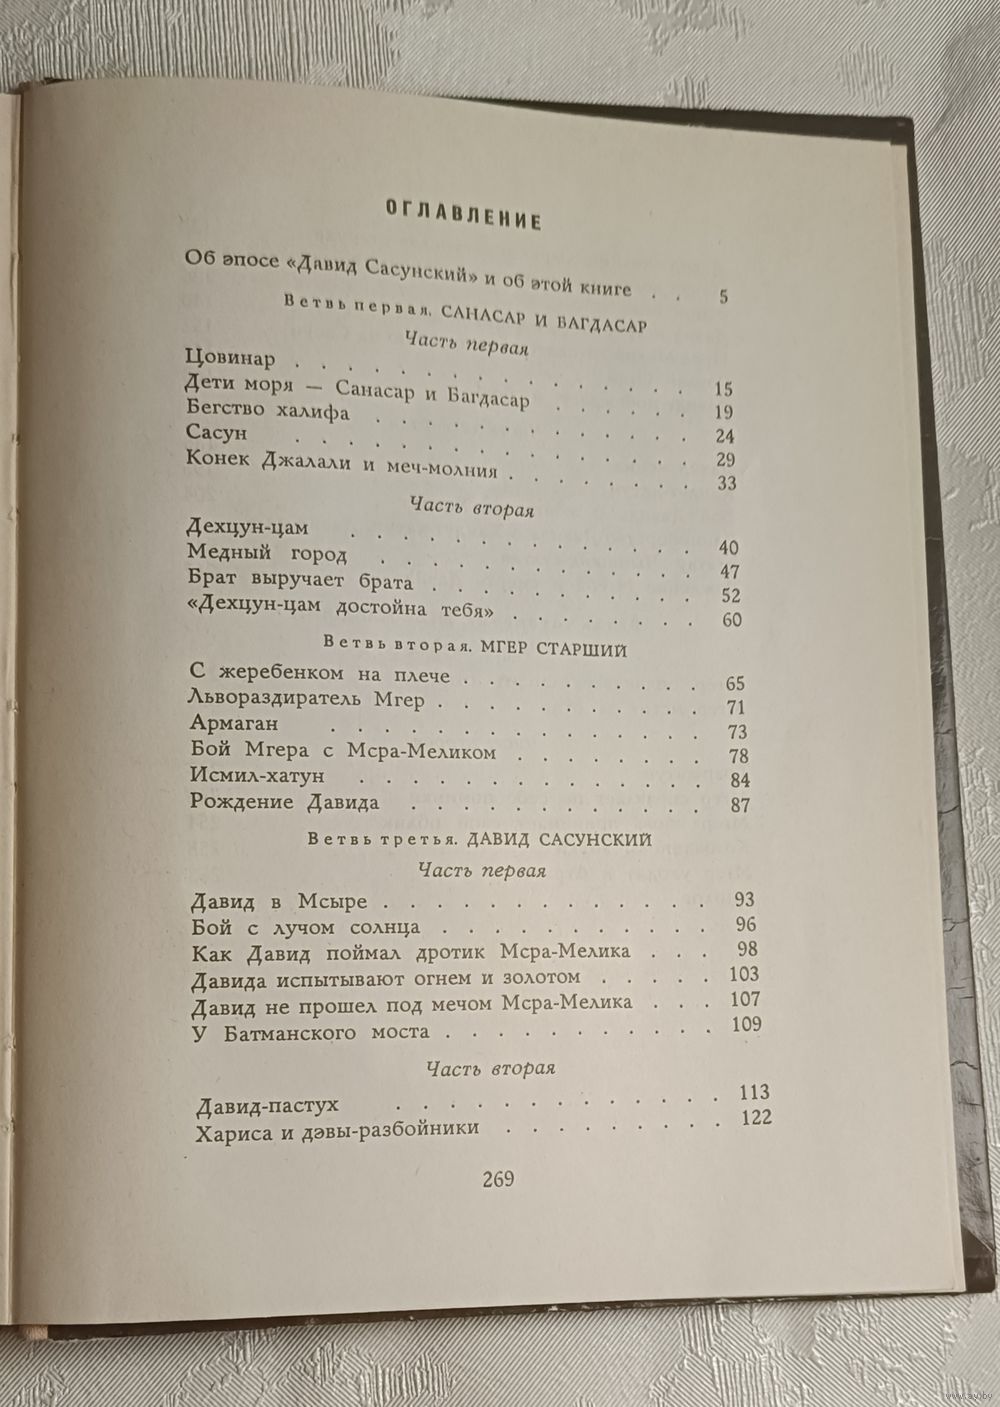 ОГЛАВЛЕНИЕ
Об эпосе «Давид Сасунский» и об этой книге . . 5
Ветвь первая. САНАСАР И БАГДАСАР
Часть первая
Цовинар . . . . . . . . . . . . . . 15
Дети моря — Санасар и Багдасар . . . . . . 19
Бегство халифа . . . . . . . . . . . . 24
Сасун . . . . . . . . . . . . . . . 29
Конек Джалали и меч-молния . . . . . . . 33
Часть вторая
Дехцун-цам . . . . . . . . . . . . . 40
Медный город . . . . . . . . . . . . 47
Брат выручает брата . . . . . . . . . . 52
«Дехцун-цам достойна тебя» . . . . . . . 60
Ветвь вторая. МГЕР СТАРШИЙ
С жеребенком на плече . . . . . . . . . 65
Львораздиратель Мгер . . . . . . . . . . 71
Армаган . . . . . . . . . . . . . . 73
Бой Мгера с Мсра-Меликом . . . . . . . 78
Исмил-хатун . . . . . . . . . . . . . 84
Рождение Давида . . . . . . . . . . . 87
Ветвь третья. ДАВИД САСУНСКИЙ
Часть первая
Давид в Мсыре . . . . . . . . . . . . . 93
Бой с лучом солнца . . . . . . . . . . . 96
Как Давид поймал дротик Мсра-Мелика . . . 98
Давида испытывают огнем и золотом . . . . . 103
Давид не прошел под мечом Мсра-Мелика . . . 107
У Батманского моста . . . . . . . . . . . 109
Часть вторая
Давид-пастух . . . . . . . . . . . . . 113
Хариса и дэвы-разбойники . . . . . . . . . 122
269
www.ay.by